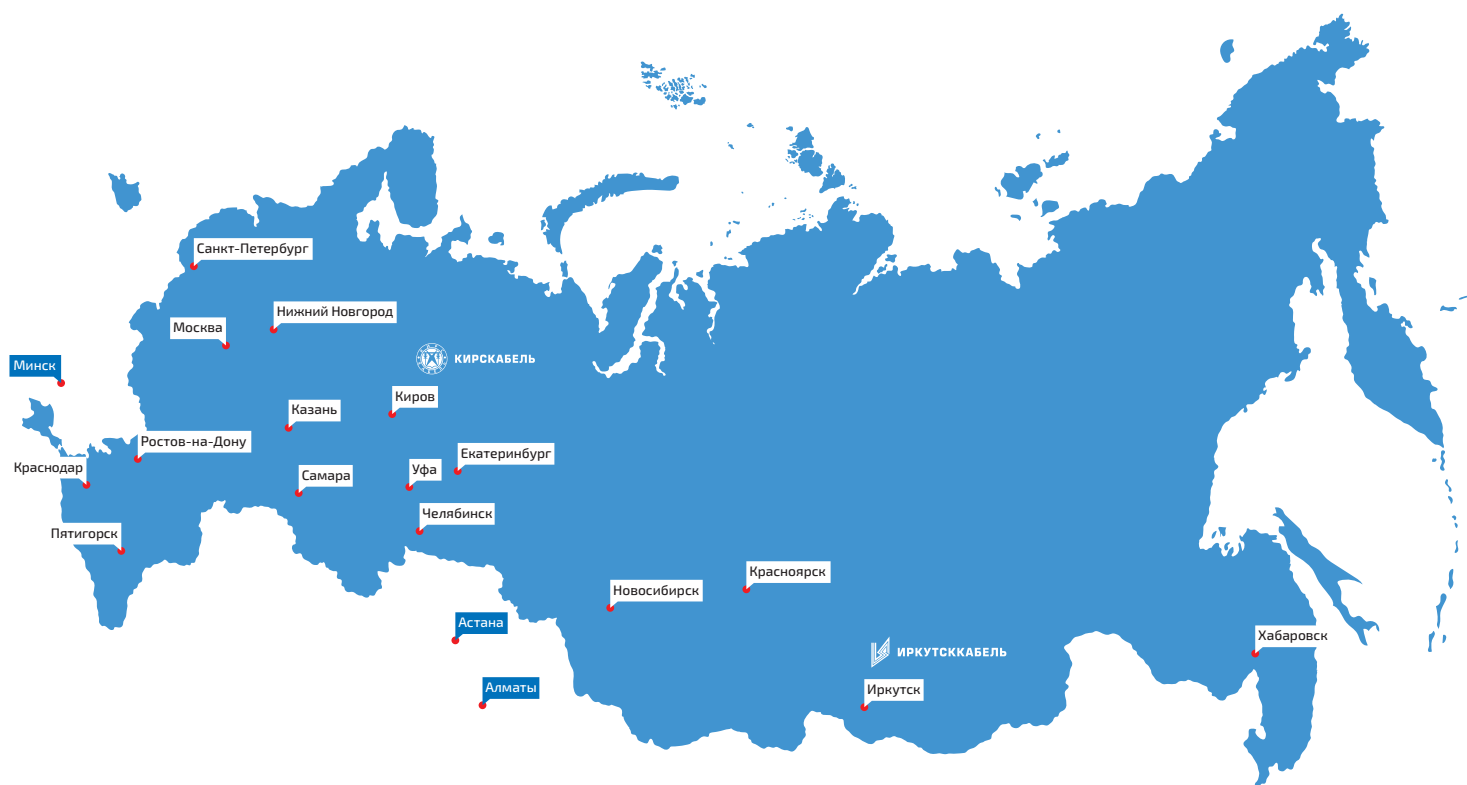 Санкт-Петербург
Нижний Новгород
Москва
КИРСКАБЕЛЬ
Минск
Киров
Казань
Ростов-на-Дону
Екатеринбург
Краснодар
Уфа
Самара
Челябинск
Пятигорск
Красноярск
Новосибирск
Астана
Хабаровск
ИРКУТСККАБЕЛЬ
Алматы
Иркутск